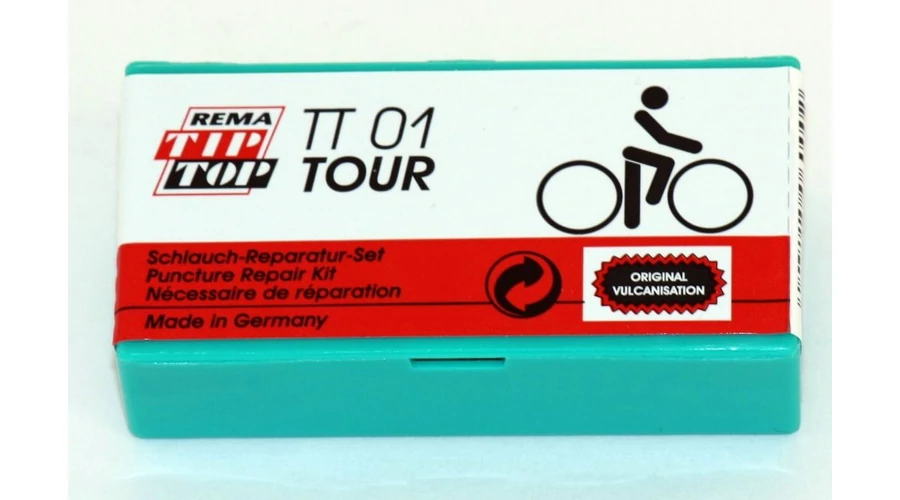 REMA
TIP
TOP
TT 01
TOUR
Schlauch-Reparatur-Set
Puncture Repair Kit
Nécessaire de réparation
Made in Germany
ORIGINAL
VULCANISATION